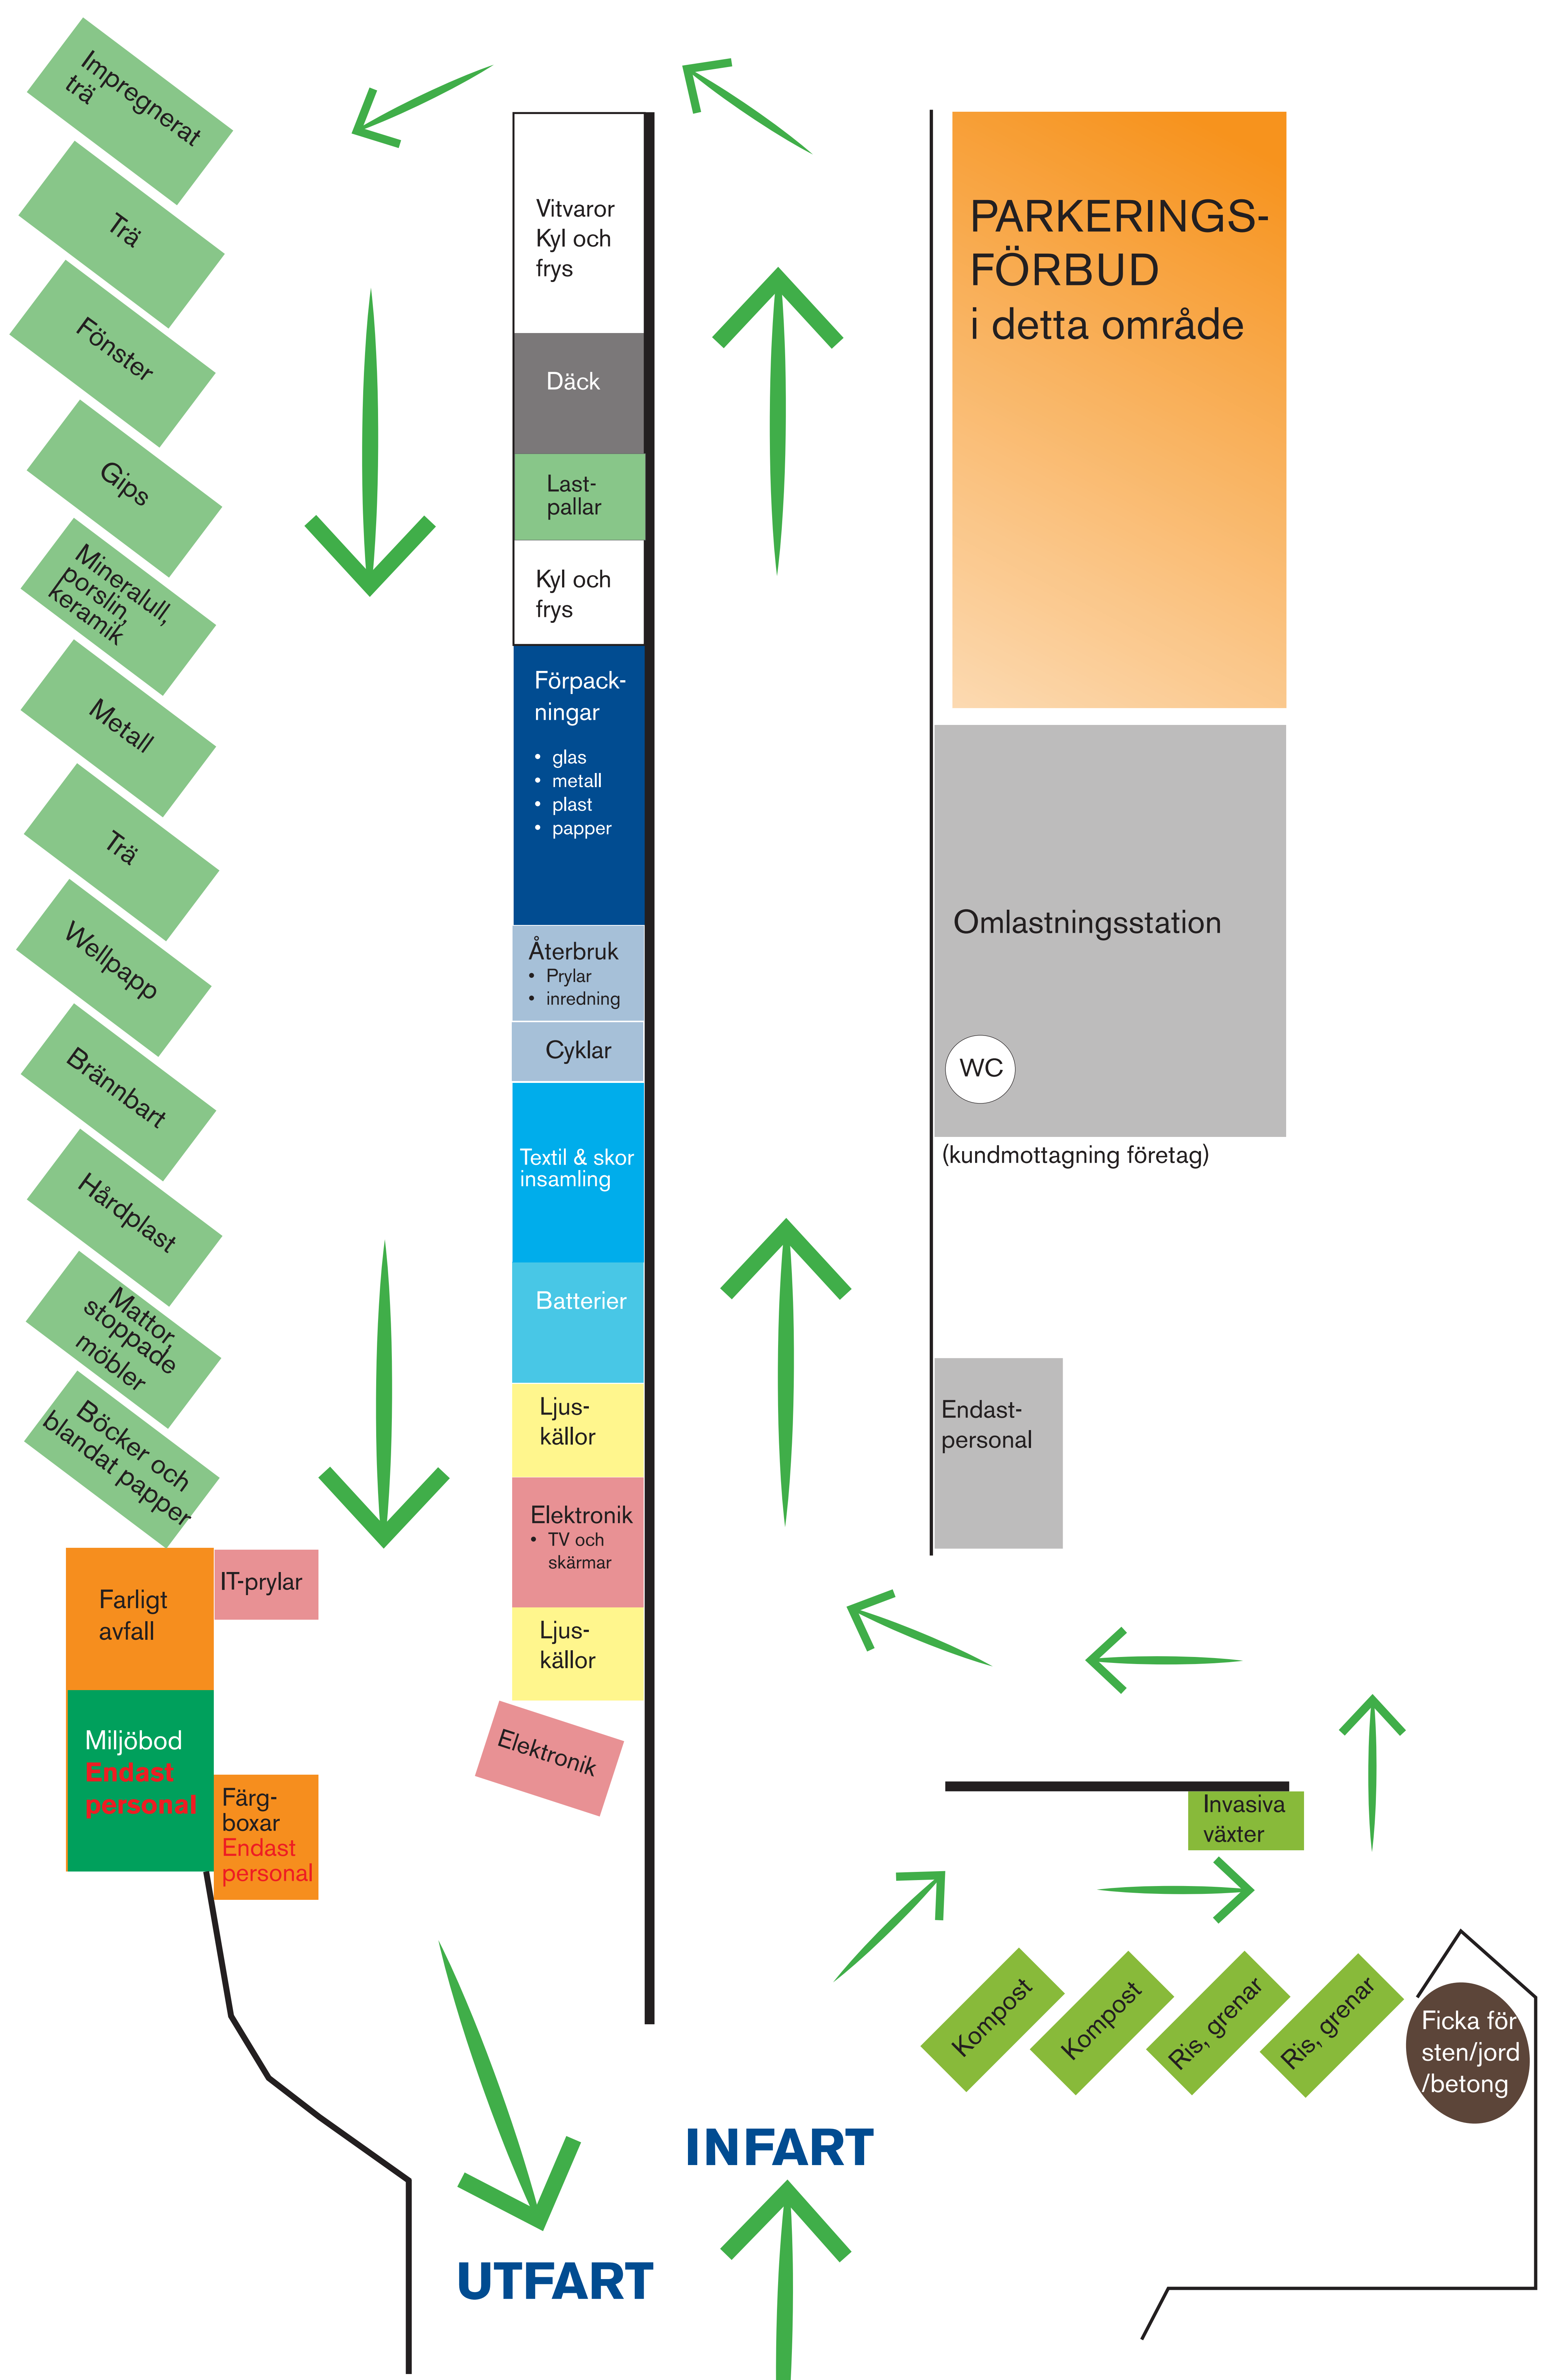 Impregnerat
trä
Trä
Fönster
Gips
Mineralull,
porslin,
keramik
Metall
Trä
Wellpapp
Brännbart
Hårdplast
Mattor,
stoppade
möbler
Böcker och
blandat papper
Farligt
avfall
IT-prylar
Miljöbod
Endast
personal
Färg-
boxar
Endast
personal
Vitvaror
Kyl och
frys
Däck
Last-
pallar
Kyl och
frys
Förpack-
ningar
• glas
• metall
• plast
• papper
Återbruk
• Prylar
• inredning
Cyklar
Textil & skor
insamling
Batterier
Ljus-
källor
Elektronik
• TV och
skärmar
Ljus-
källor
Elektronik
PARKERINGS-
FÖRBUD
i detta område
Omlastningsstation
WC
(kundmottagning företag)
Endast-
personal
Invasiva
växter
Kompost
Kompost
Ris, grenar
Ris, grenar
Ficka för
sten/jord
/betong
INFART
UTFART